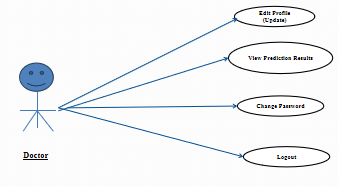 Edit Profile
(Update)
View Prediction Results
Change Password
Doctor
Logout